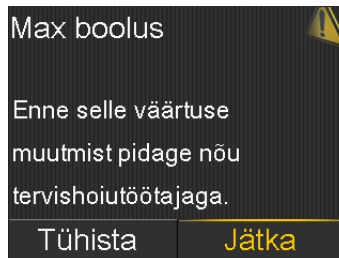 Max boolus
Enne selle väärtuse
muutmist pidage nõu
tervishoiutöötajaga.
Tühista Jätka